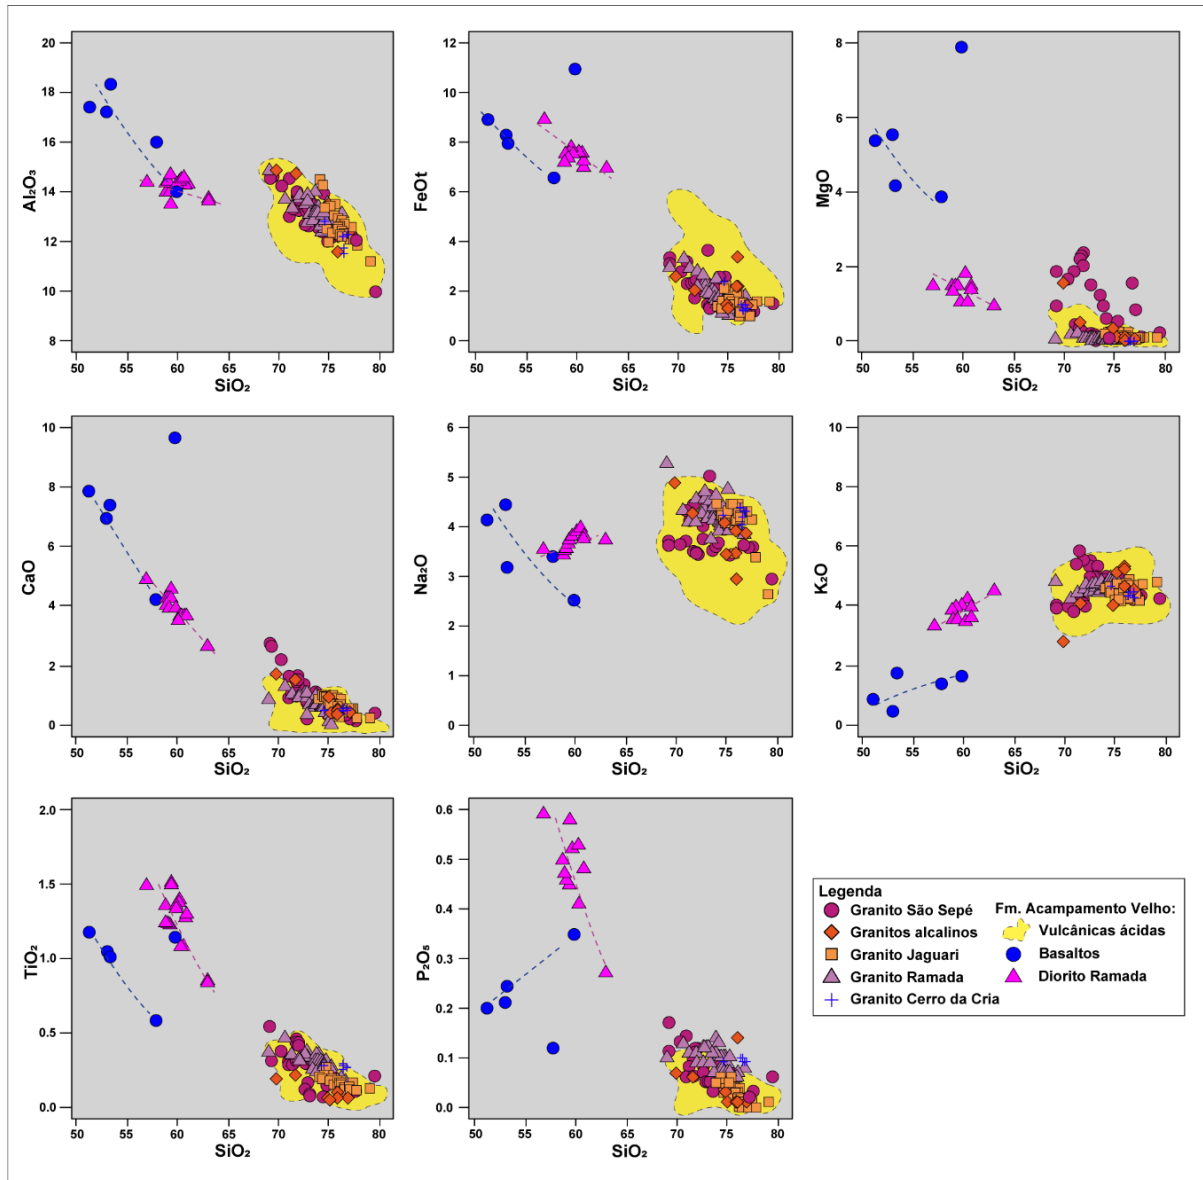 20
18
16
14
12
10
8
Al₂O₃
50 55 60 65 70 75 80
SiO₂
12
10
8
6
4
2
0
FeOt
50 55 60 65 70 75 80
SiO₂
8
6
4
2
0
MgO
50 55 60 65 70 75 80
SiO₂
10
8
6
4
2
0
CaO
50 55 60 65 70 75 80
SiO₂
6
5
4
3
2
1
0
Na₂O
50 55 60 65 70 75 80
SiO₂
10
8
6
4
2
0
K₂O
50 55 60 65 70 75 80
SiO₂
2.0
1.5
1.0
0.5
0.0
TiO₂
50 55 60 65 70 75 80
SiO₂
0.6
0.5
0.4
0.3
0.2
0.1
0.0
P₂O₅
50 55 60 65 70 75 80
SiO₂
Legenda
Granito São Sepé
Granitos alcalinos
Granito Jaguari
Granito Ramada
Granito Cerro da Cria
Fm. Acampamento Velho:
Vulcânicas ácidas
Basaltos
Diorito Ramada